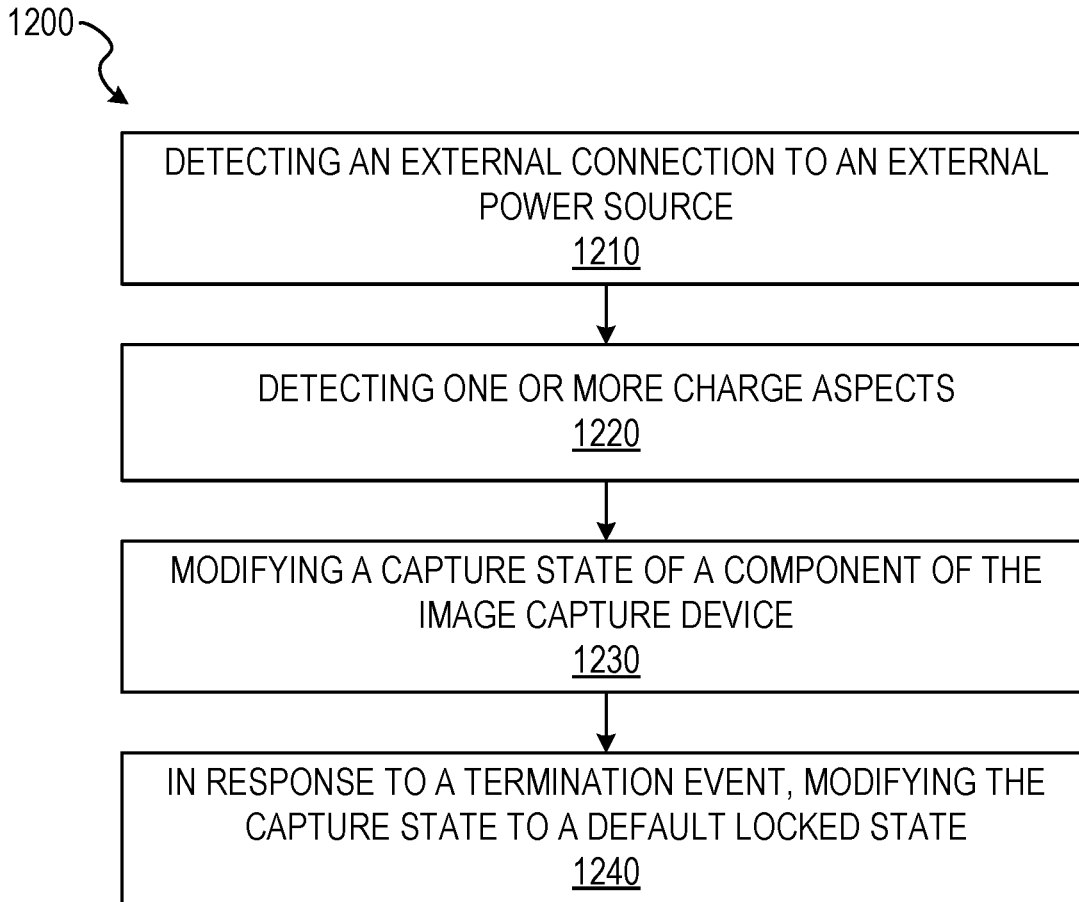 1200
DETECTING AN EXTERNAL CONNECTION TO AN EXTERNAL
POWER SOURCE
1210
DETECTING ONE OR MORE CHARGE ASPECTS
1220
MODIFYING A CAPTURE STATE OF A COMPONENT OF THE
IMAGE CAPTURE DEVICE
1230
IN RESPONSE TO A TERMINATION EVENT, MODIFYING THE
CAPTURE STATE TO A DEFAULT LOCKED STATE
1240